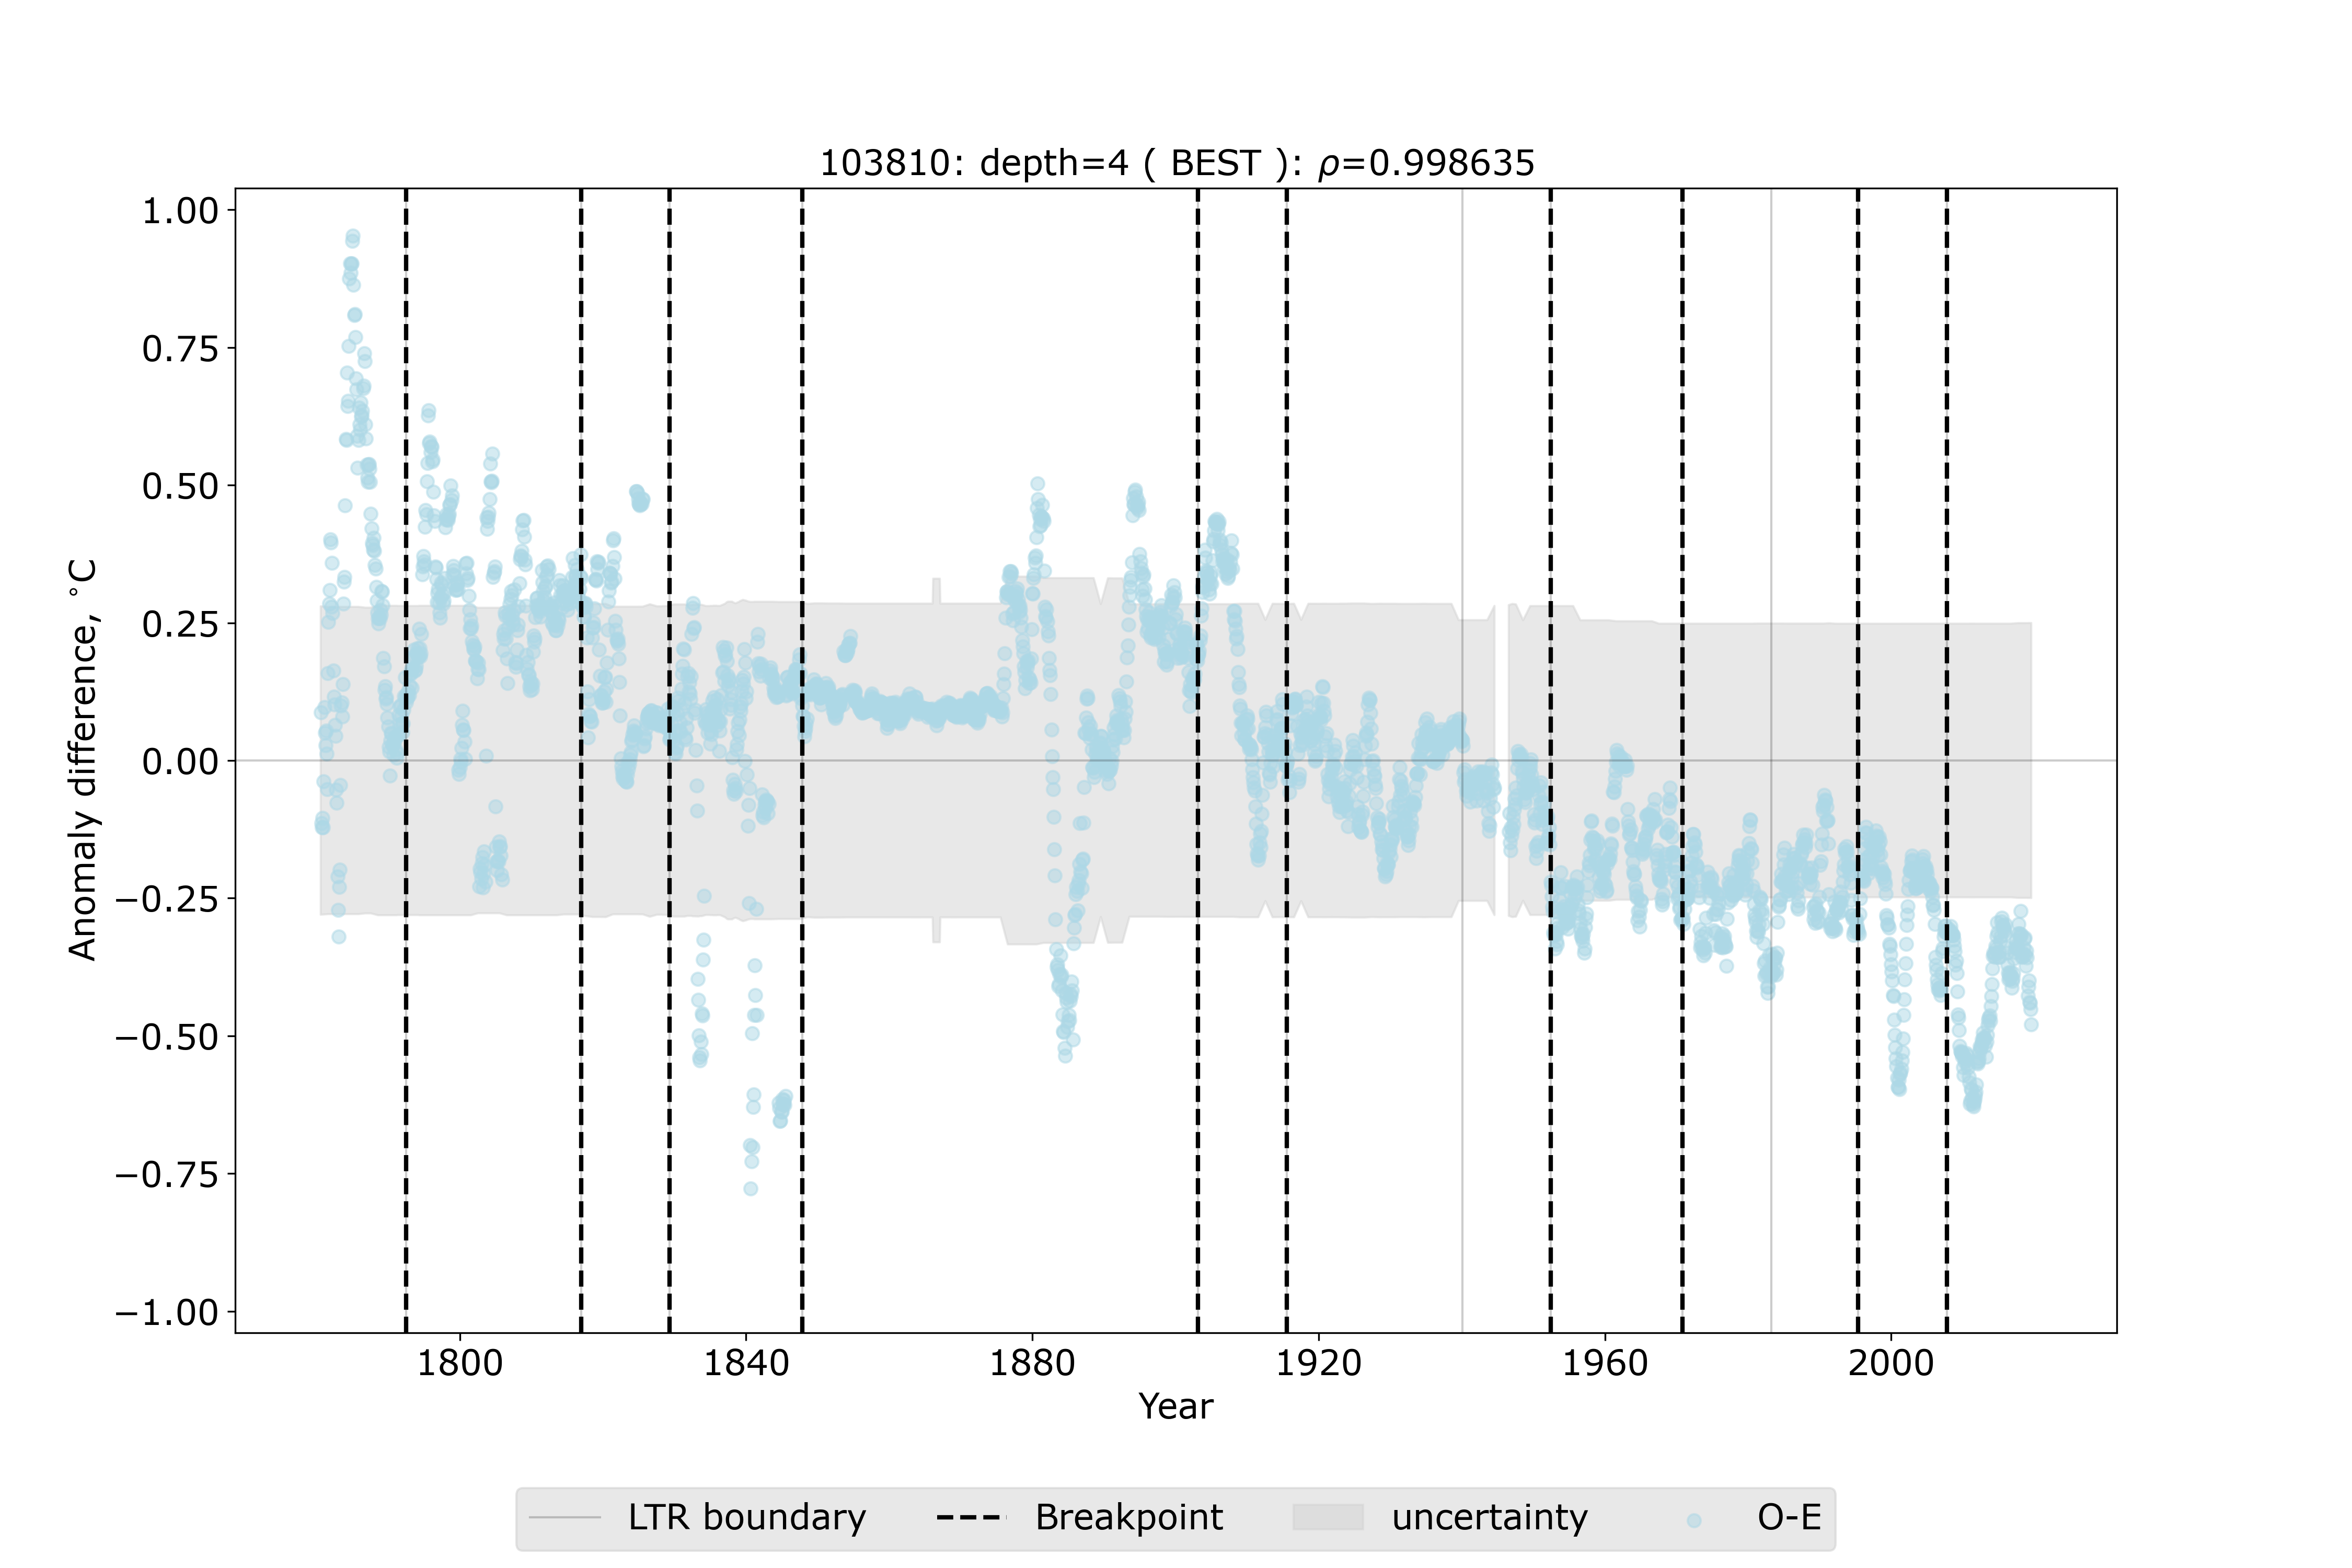 103810: depth=4 ( BEST ): ρ=0.998635
1.00
0.75
0.50
0.25
0.00
−0.25
−0.50
−0.75
−1.00
Anomaly difference, °C
1800 1840 1880 1920 1960 2000
Year
LTR boundary Breakpoint uncertainty O-E